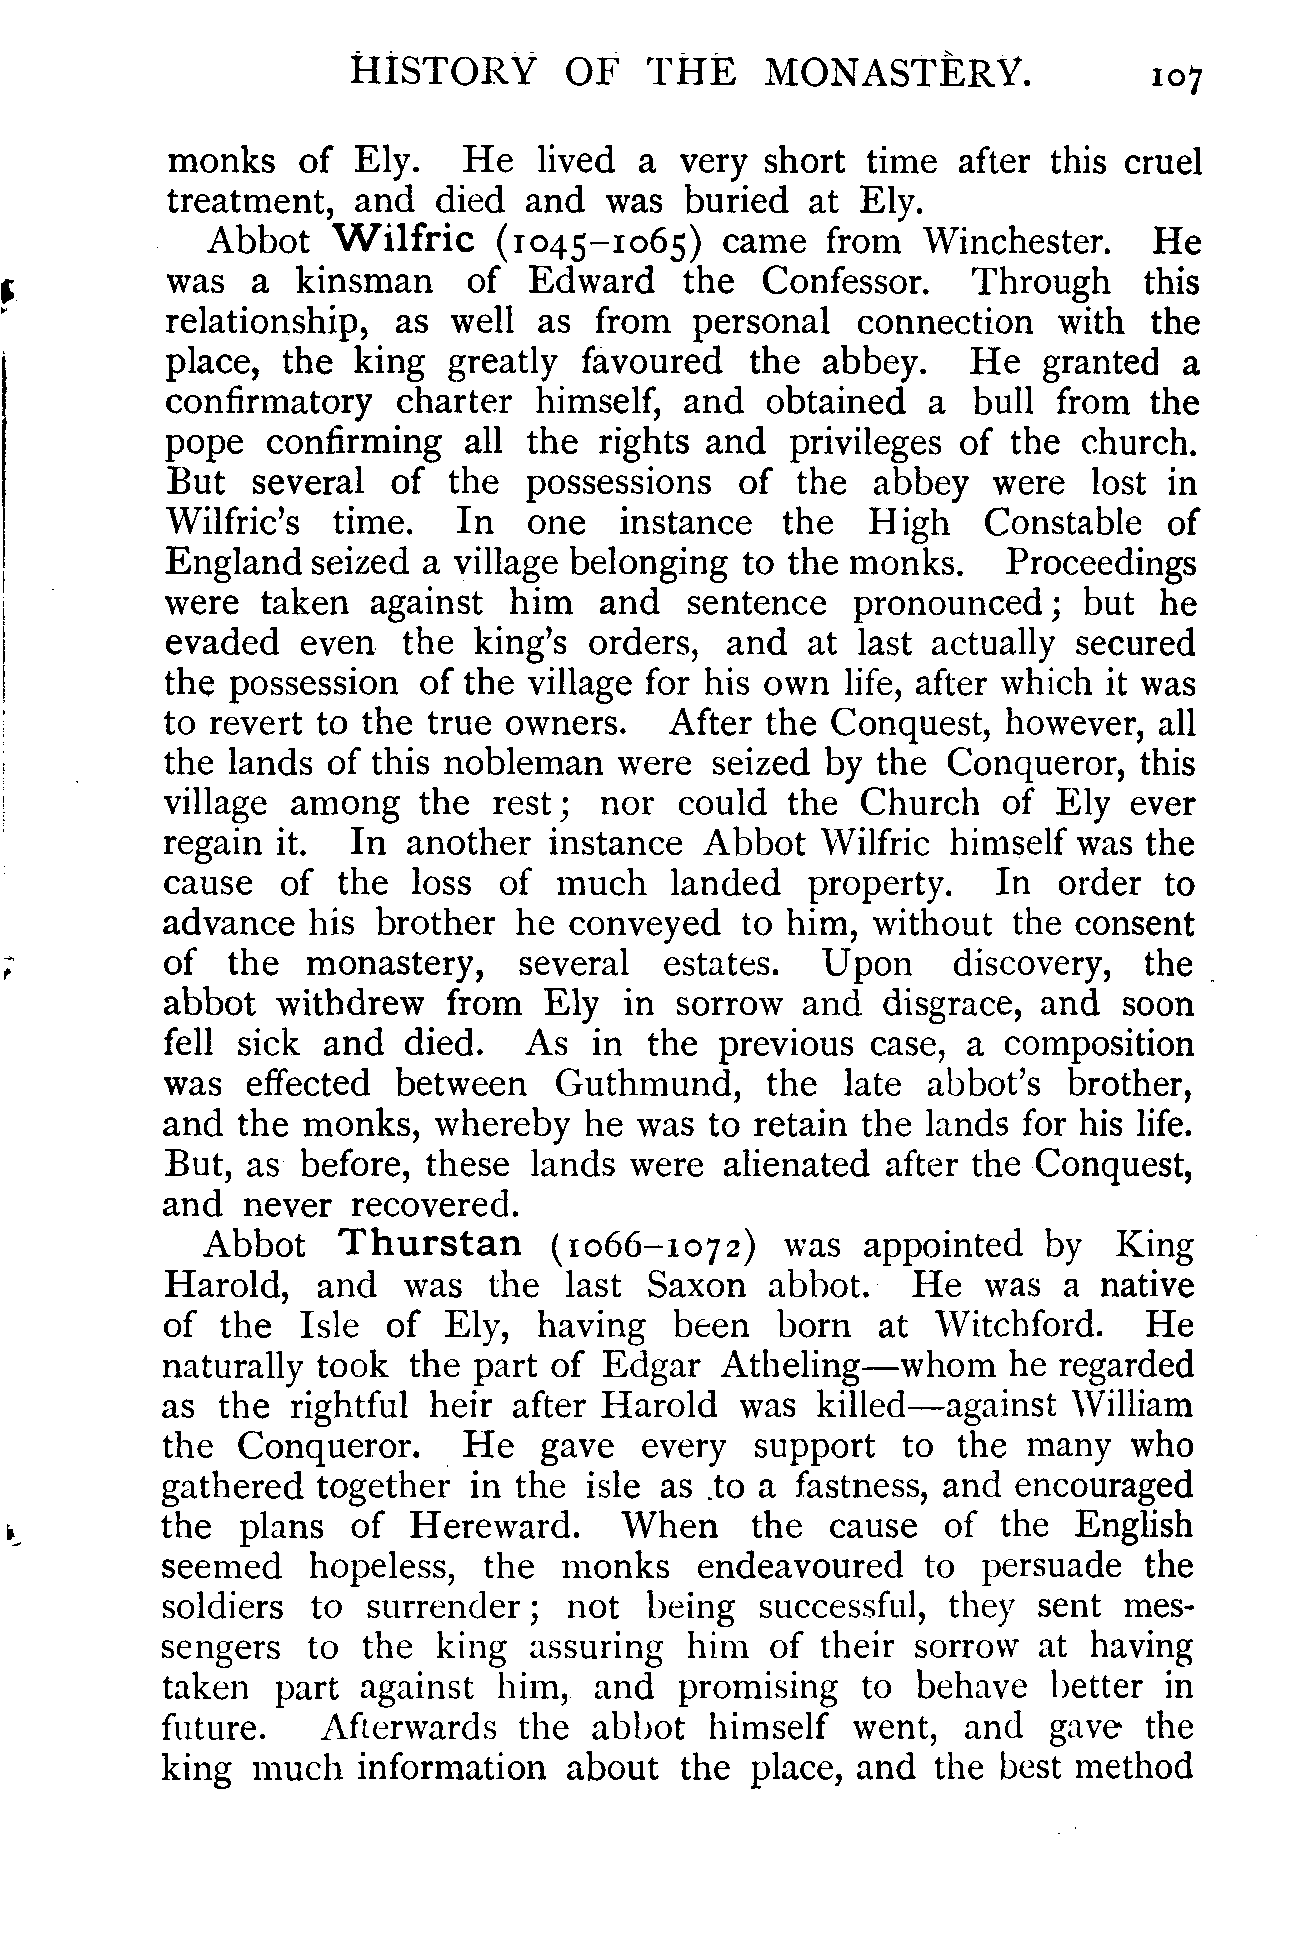 HISTORY OF THE MONASTERY. 107
monks of Ely. He lived a very short time after this cruel
treatment, and died and was buried at Ely.
Abbot Wilfric (1045–1065) came from Winchester. He
was a kinsman of Edward the Confessor. Through this
relationship, as well as from personal connection with the
place, the king greatly favoured the abbey. He granted a
confirmatory charter himself, and obtained a bull from the
pope confirming all the rights and privileges of the church.
But several of the possessions of the abbey were lost in
Wilfric's time. In one instance the High Constable of
England seized a village belonging to the monks. Proceedings
were taken against him and sentence pronounced; but he
evaded even the king's orders, and at last actually secured
the possession of the village for his own life, after which it was
to revert to the true owners. After the Conquest, however, all
the lands of this nobleman were seized by the Conqueror, this
village among the rest; nor could the Church of Ely ever
regain it. In another instance Abbot Wilfric himself was the
cause of the loss of much landed property. In order to
advance his brother he conveyed to him, without the consent
of the monastery, several estates. Upon discovery, the
abbot withdrew from Ely in sorrow and disgrace, and soon
fell sick and died. As in the previous case, a composition
was effected between Guthmund, the late abbot's brother,
and the monks, whereby he was to retain the lands for his life.
But, as before, these lands were alienated after the Conquest,
and never recovered.
Abbot Thurstan (1066–1072) was appointed by King
Harold, and was the last Saxon abbot. He was a native
of the Isle of Ely, having been born at Witchford. He
naturally took the part of Edgar Atheling—whom he regarded
as the rightful heir after Harold was killed—against William
the Conqueror. He gave every support to the many who
gathered together in the isle as to a fastness, and encouraged
the plans of Hereward. When the cause of the English
seemed hopeless, the monks endeavoured to persuade the
soldiers to surrender; not being successful, they sent mes-
sengers to the king assuring him of their sorrow at having
taken part against him, and promising to behave better in
future. Afterwards the abbot himself went, and gave the
king much information about the place, and the best method